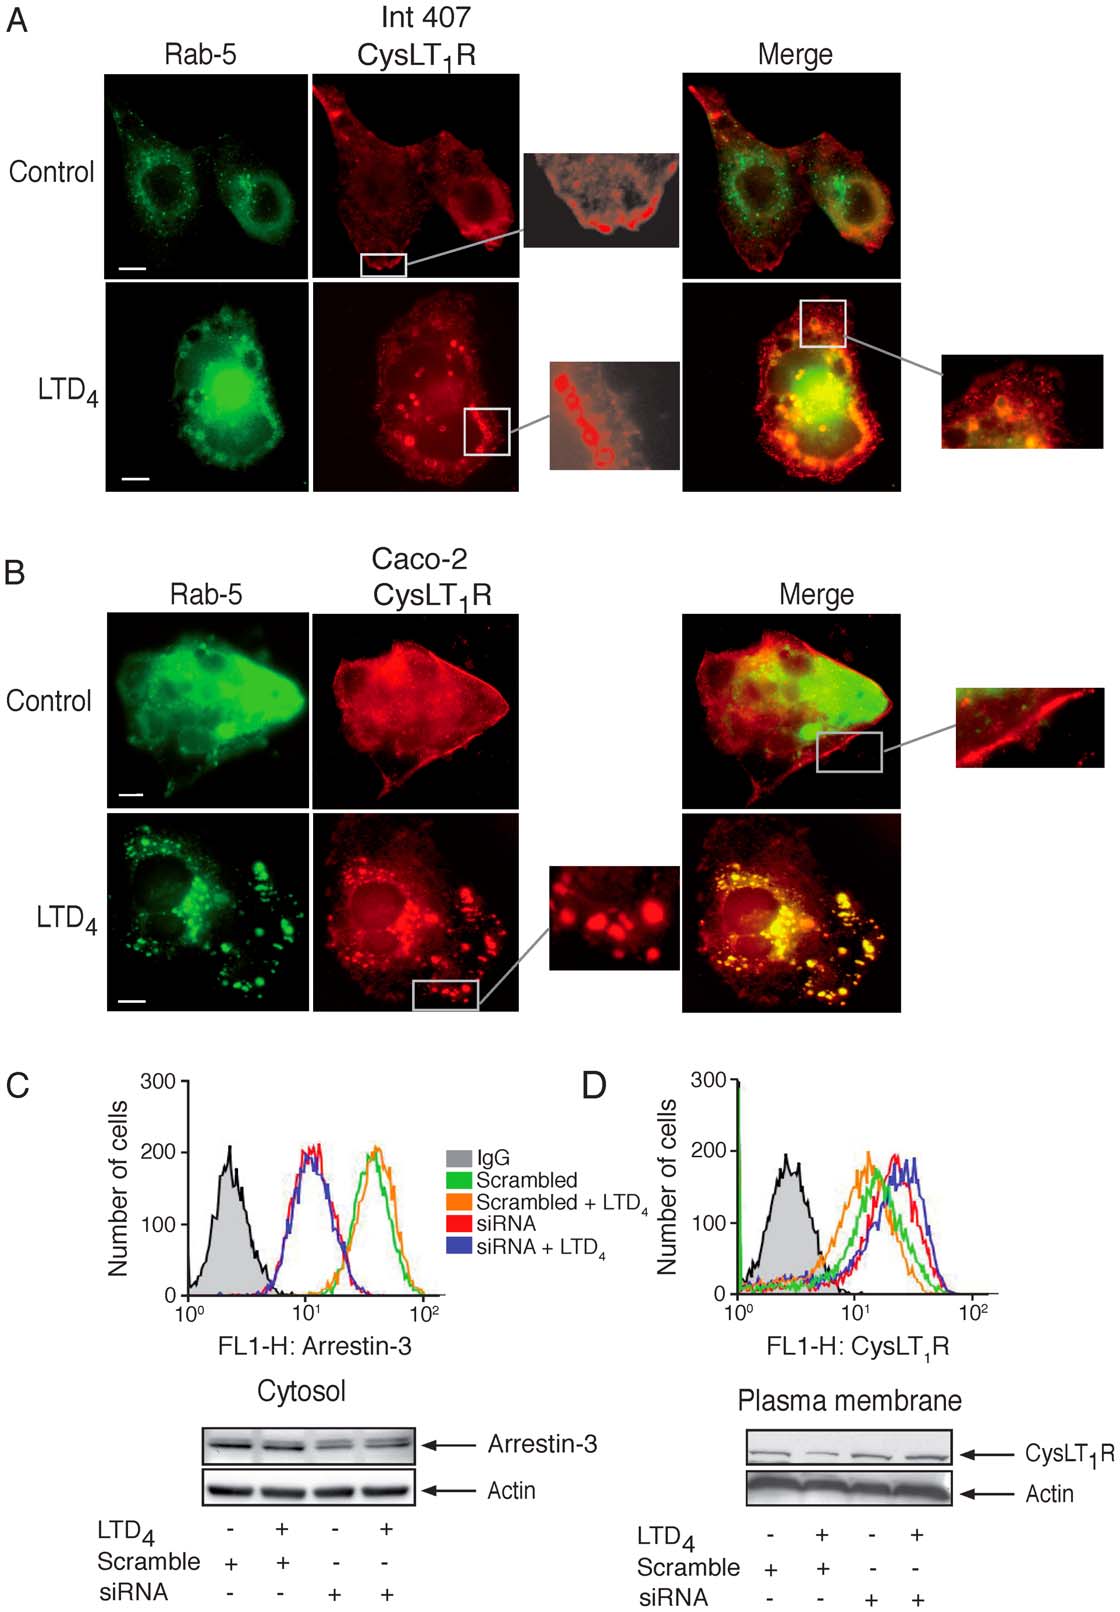 A
Int 407
Rab-5 CysLT1R Merge
Control
LTD4
B
Caco-2
Rab-5 CysLT1R Merge
Control
LTD4
C
Number of cells
300
200
100
0
10⁰ 10¹ 10²
FL1-H: Arrestin-3
IgG
Scrambled
Scrambled + LTD4
siRNA
siRNA + LTD4
D
Number of cells
300
200
100
0
10⁰ 10¹ 10²
FL1-H: CysLT1R
Cytosol
Arrestin-3
Actin
LTD4 - + - +
Scramble + + - -
siRNA - - + +
Plasma membrane
CysLT1R
Actin
LTD4 - + - +
Scramble + + - -
siRNA - - + +